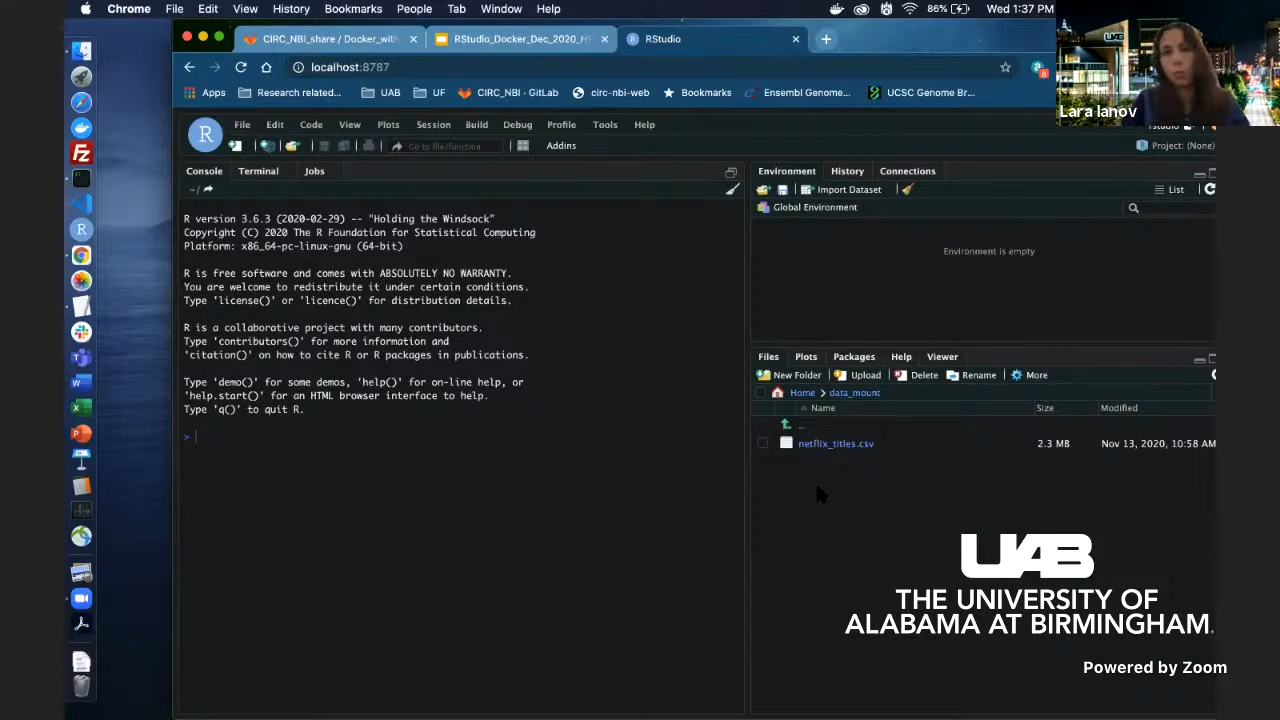 Chrome File Edit View History Bookmarks People Tab Window Help
86% Wed 1:37 PM
CIRC_NBI_share / Docker_with
RStudio_Docker_Dec_2020_H
RStudio
localhost:8787
8
Apps Research related... UAB UF CIRC_NBI · GitLab circ-nbi-web Bookmarks Ensembl Genome... UCSC Genome Br...
UAB
Lara Ianov
R File Edit Code View Plots Session Build Debug Profile Tools Help
rstudio
Go to file/function Addins
Project: (None)
Console Terminal Jobs
~/
R version 3.6.3 (2020-02-29) -- "Holding the Windsock"
Copyright (C) 2020 The R Foundation for Statistical Computing
Platform: x86_64-pc-linux-gnu (64-bit)
R is free software and comes with ABSOLUTELY NO WARRANTY.
You are welcome to redistribute it under certain conditions.
Type 'license()' or 'licence()' for distribution details.
R is a collaborative project with many contributors.
Type 'contributors()' for more information and
'citation()' on how to cite R or R packages in publications.
Type 'demo()' for some demos, 'help()' for on-line help, or
'help.start()' for an HTML browser interface to help.
Type 'q()' to quit R.
>
Environment History Connections
Import Dataset List
Global Environment
Environment is empty
Files Plots Packages Help Viewer
New Folder Upload Delete Rename More
Home data_mount
Name Size Modified
..
netflix_titles.csv 2.3 MB Nov 13, 2020, 10:58 AM
UAB
THE UNIVERSITY OF
ALABAMA AT BIRMINGHAM.
Powered by Zoom